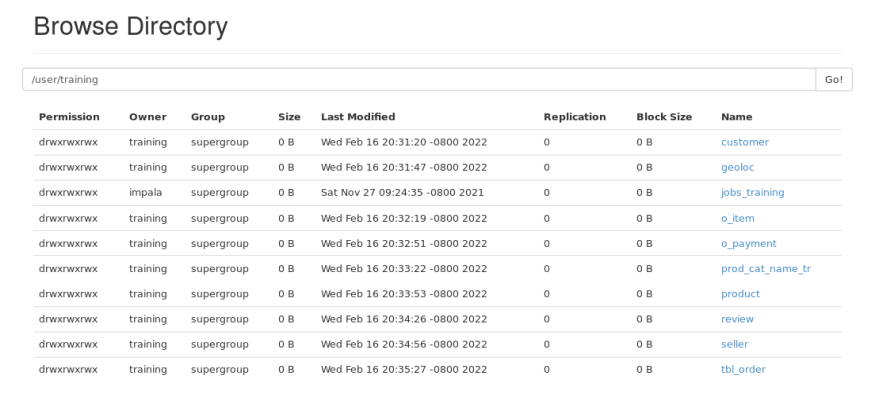 Browse Directory
/user/training Go!
Permission Owner Group Size Last Modified Replication Block Size Name
drwxrwxrwx training supergroup 0 B Wed Feb 16 20:31:20 -0800 2022 0 0 B customer
drwxrwxrwx training supergroup 0 B Wed Feb 16 20:31:47 -0800 2022 0 0 B geoloc
drwxrwxrwx impala supergroup 0 B Sat Nov 27 09:24:35 -0800 2021 0 0 B jobs_training
drwxrwxrwx training supergroup 0 B Wed Feb 16 20:32:19 -0800 2022 0 0 B o_item
drwxrwxrwx training supergroup 0 B Wed Feb 16 20:32:51 -0800 2022 0 0 B o_payment
drwxrwxrwx training supergroup 0 B Wed Feb 16 20:33:22 -0800 2022 0 0 B prod_cat_name_tr
drwxrwxrwx training supergroup 0 B Wed Feb 16 20:33:53 -0800 2022 0 0 B product
drwxrwxrwx training supergroup 0 B Wed Feb 16 20:34:26 -0800 2022 0 0 B review
drwxrwxrwx training supergroup 0 B Wed Feb 16 20:34:56 -0800 2022 0 0 B seller
drwxrwxrwx training supergroup 0 B Wed Feb 16 20:35:27 -0800 2022 0 0 B tbl_order